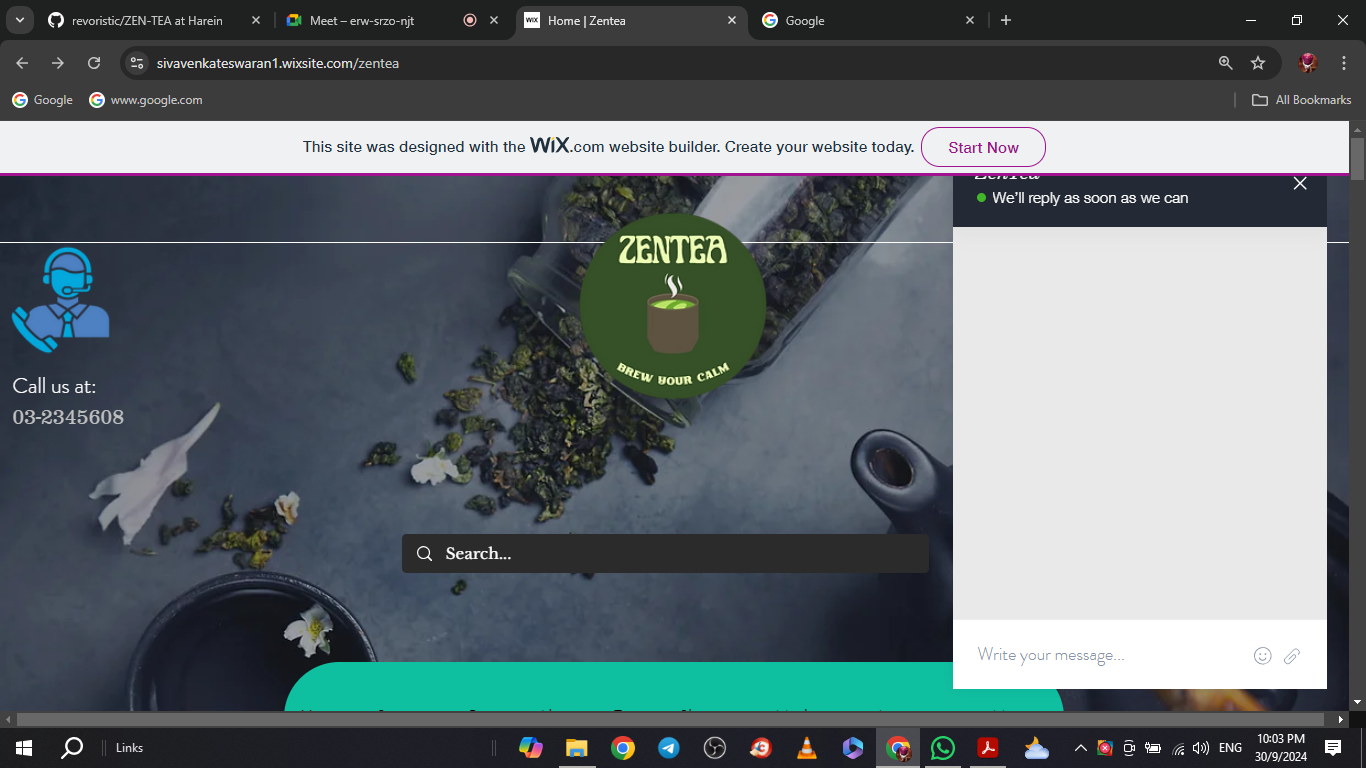 revoristic/ZEN-TEA at Harein
Meet – erw-srzo-njt
WiX
Home | Zentea
Google
sivavenkateswaran1.wixsite.com/zentea
Google
www.google.com
All Bookmarks
This site was designed with the WiX.com website builder. Create your website today.
Start Now
ZenTea
We'll reply as soon as we can
ZENTEA
BREW YOUR CALM
Call us at:
03-2345608
Search...
Write your message...
Links
ENG
10:03 PM
30/9/2024